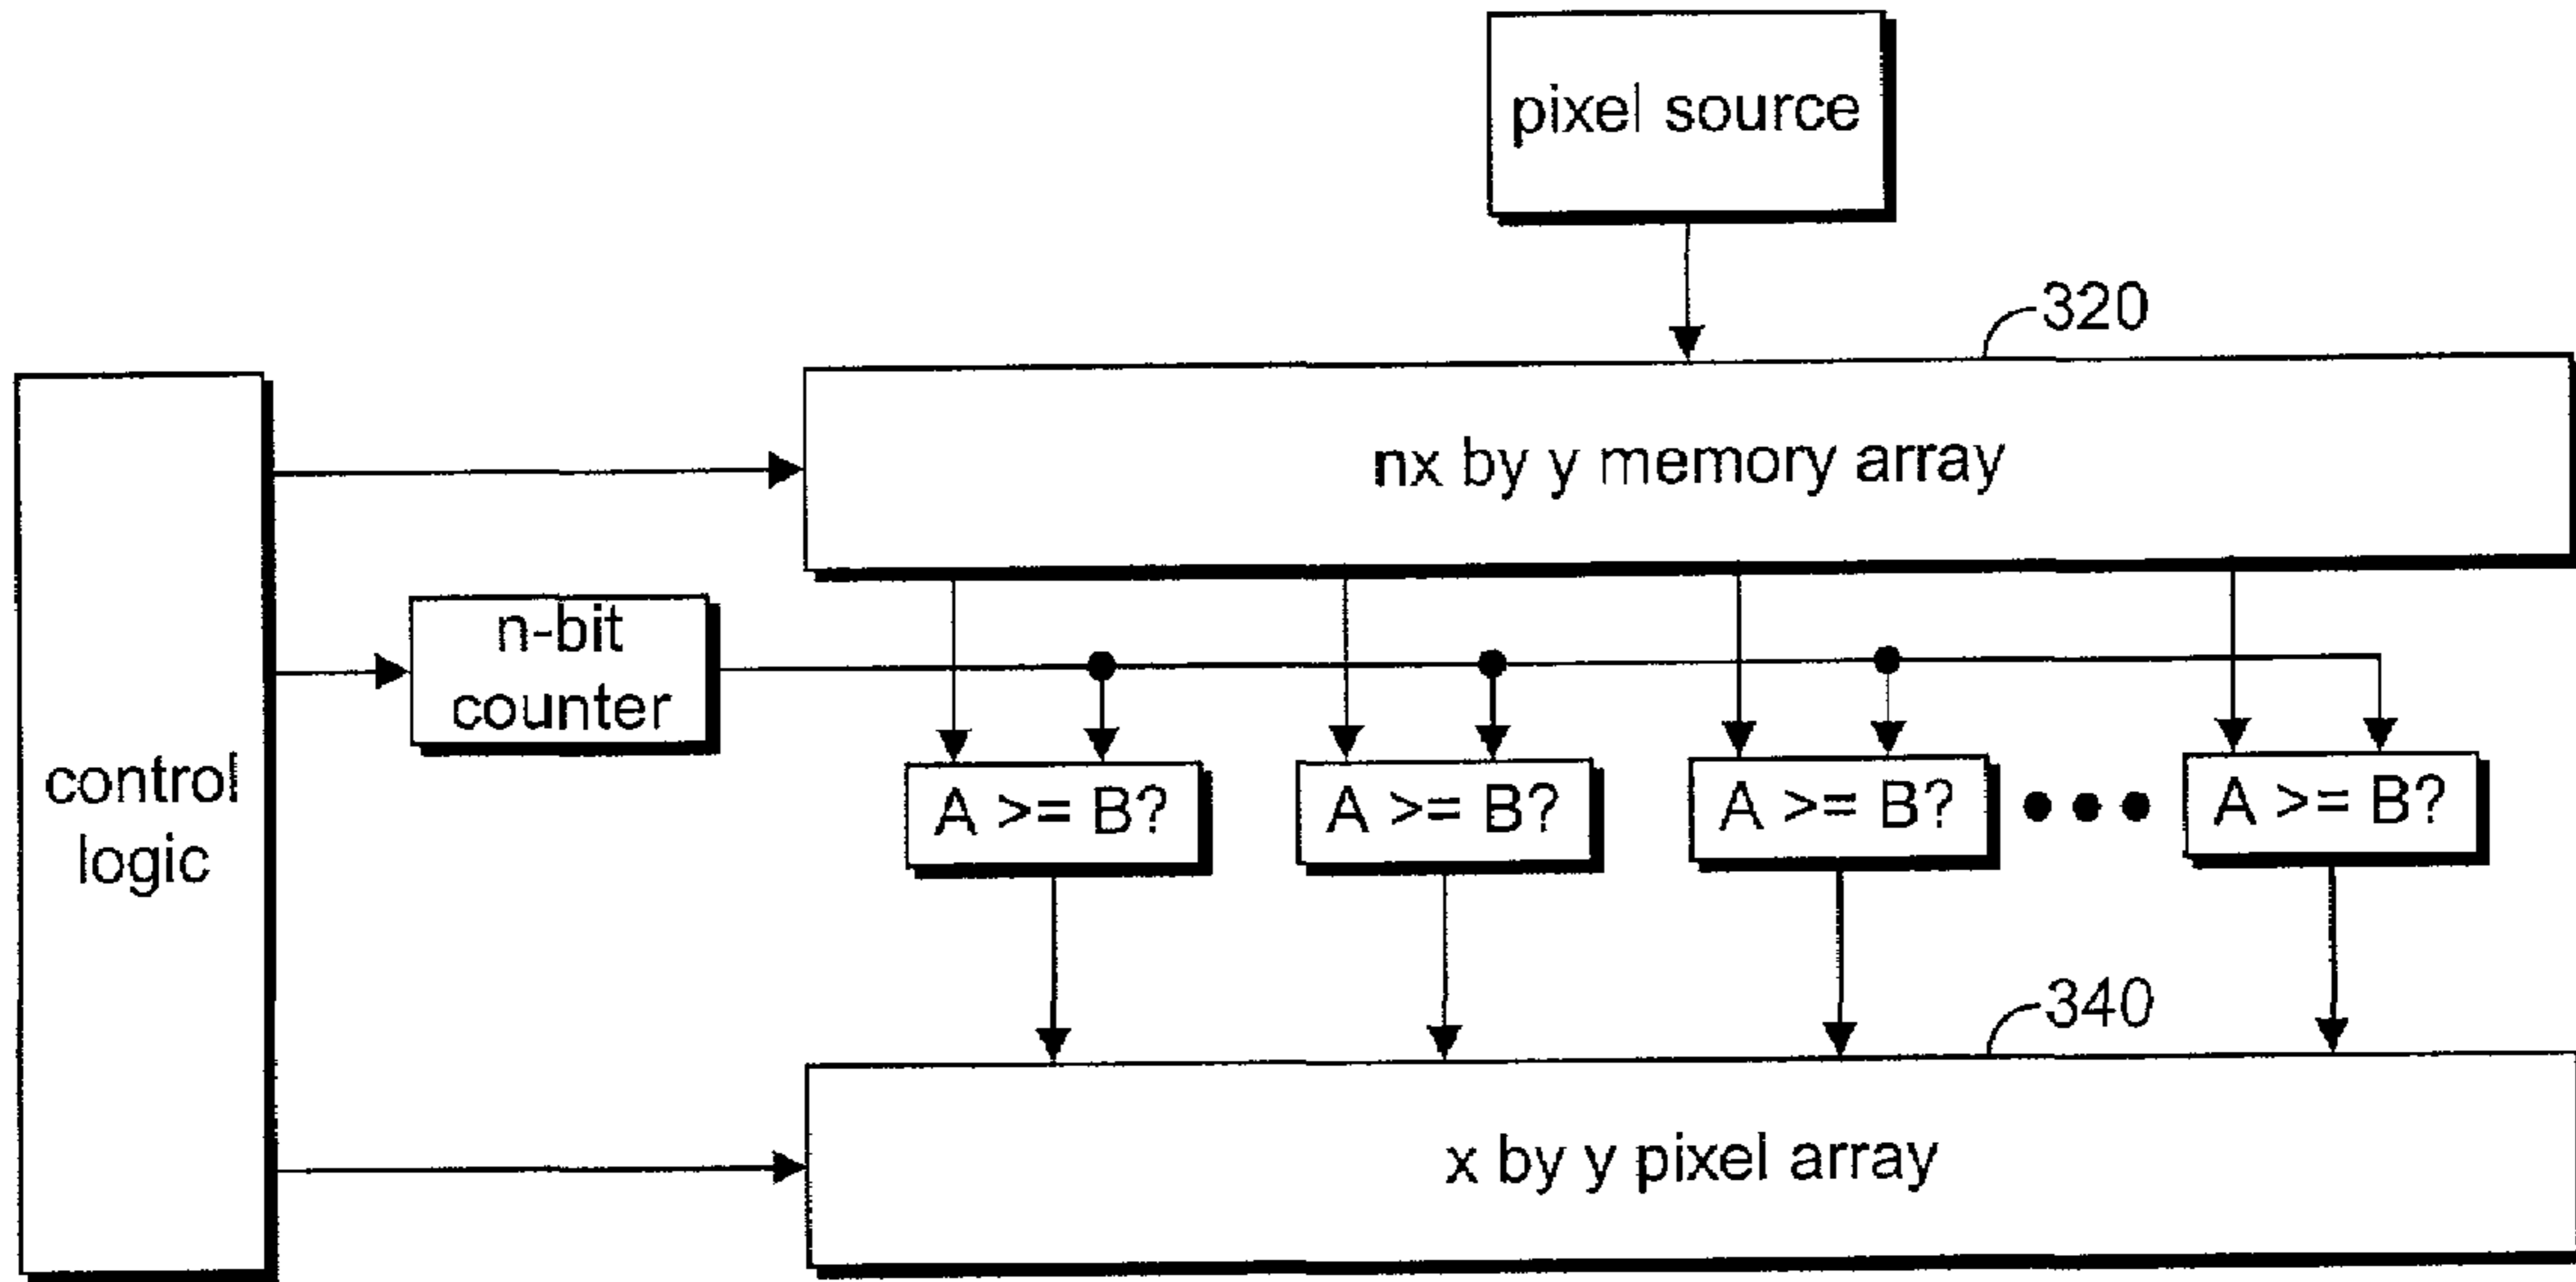 pixel source
320
nx by y memory array
n-bit
counter
control
logic
A >= B?
A >= B?
A >= B?
A >= B?
340
x by y pixel array